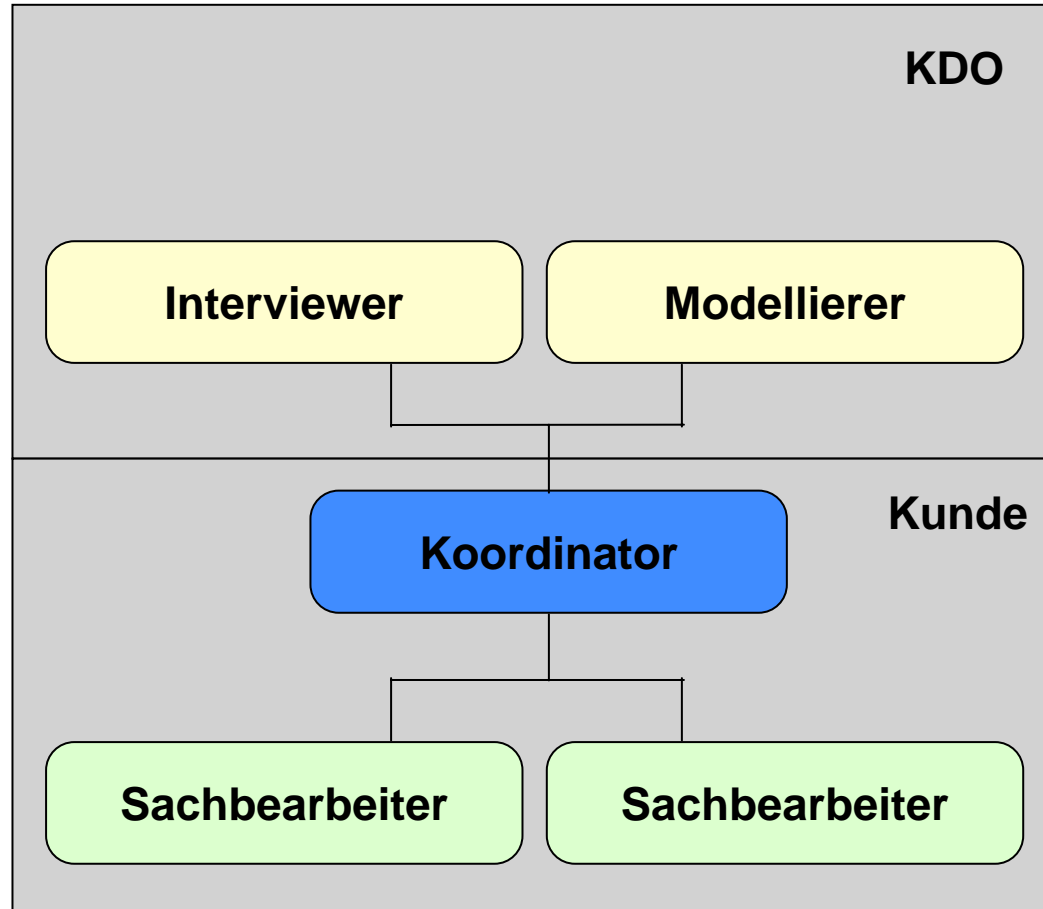 KDO
Interviewer
Modellierer
Kunde
Koordinator
Sachbearbeiter
Sachbearbeiter